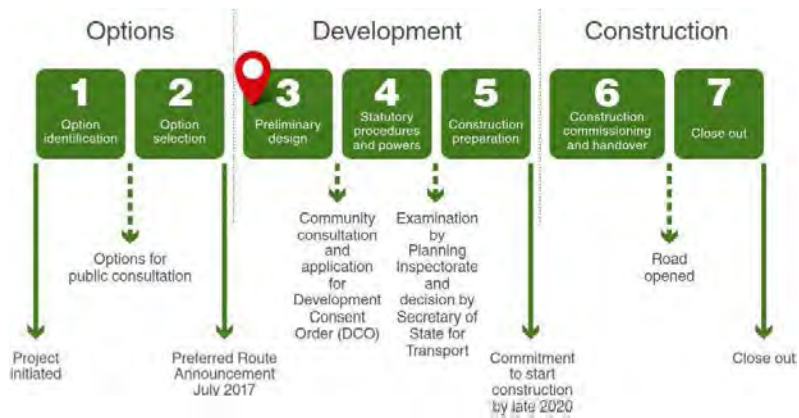 Options
Development
Construction
1
Option
identification
2
Option
selection
3
Preliminary
design
4
Statutory
procedures
and powers
5
Construction
preparation
6
Construction
commissioning
and handover
7
Close out
Project
initiated
Options for
public consultation
Preferred Route
Announcement
July 2017
Community
consultation
and
application
for
Development
Consent
Order (DCO)
Examination
by
Planning
Inspectorate
and
decision by
Secretary of
State for
Transport
Commitment
to start
construction
by late 2020
Road
opened
Close out